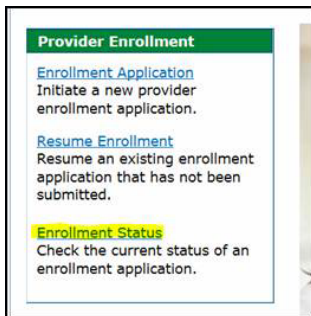 Provider Enrollment
Enrollment Application
Initiate a new provider
enrollment application.
Resume Enrollment
Resume an existing enrollment
application that has not been
submitted.
Enrollment Status
Check the current status of an
enrollment application.